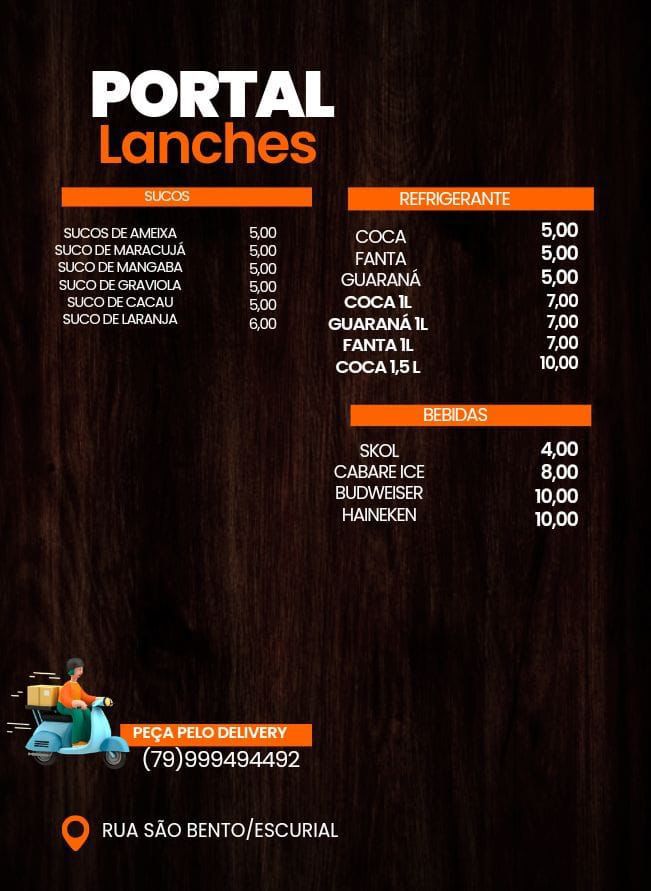 PORTAL
Lanches
SUCOS
SUCOS DE AMEIXA 5,00
SUCO DE MARACUJÁ 5,00
SUCO DE MANGABA 5,00
SUCO DE GRAVIOLA 5,00
SUCO DE CACAU 5,00
SUCO DE LARANJA 6,00
REFRIGERANTE
COCA 5,00
FANTA 5,00
GUARANÁ 5,00
COCA 1L 7,00
GUARANÁ 1L 7,00
FANTA 1L 7,00
COCA 1,5 L 10,00
BEBIDAS
SKOL 4,00
CABARE ICE 8,00
BUDWEISER 10,00
HAINEKEN 10,00
PEÇA PELO DELIVERY
(79)999494492
RUA SÃO BENTO/ESCURIAL